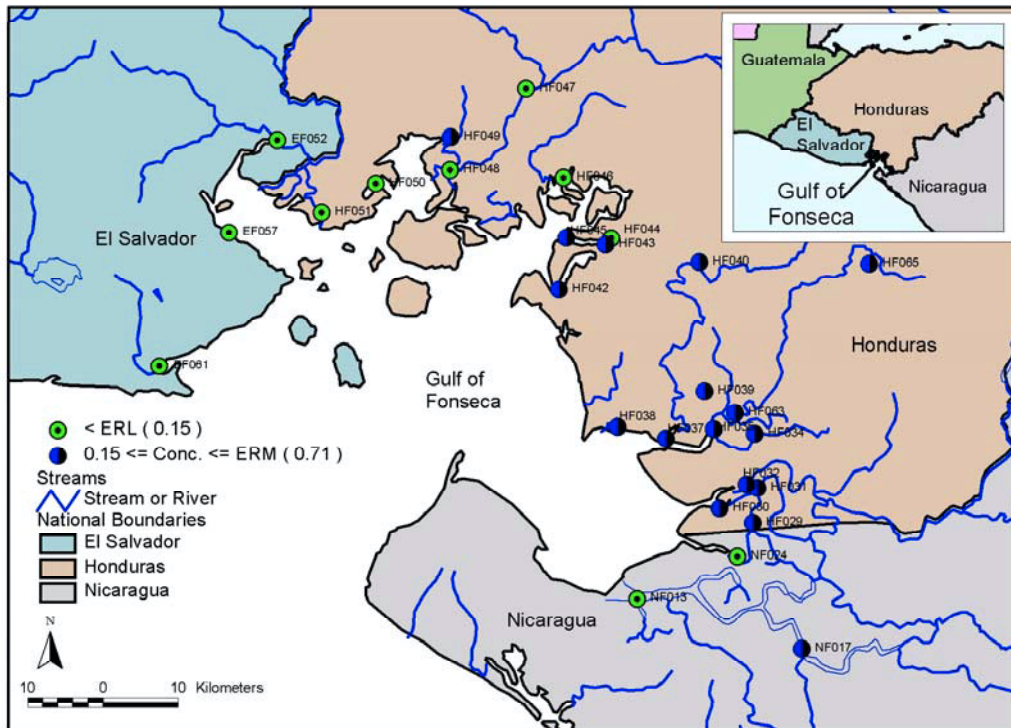 Guatemala
Honduras
El
Salvador
Nicaragua
Gulf of
Fonseca
HF047
HF049
EF052
HF048
HF050
HF046
HF051
EF057
El Salvador
HF045
HF044
HF043
HF040
HF065
HF042
Honduras
EF061
Gulf of
Fonseca
HF039
HF063
HF038
HF037
HF035
HF034
HF032
HF031
HF030
HF029
NF024
NF013
Nicaragua
NF017
< ERL ( 0.15 )
0.15 <= Conc. <= ERM ( 0.71 )
Streams
Stream or River
National Boundaries
El Salvador
Honduras
Nicaragua
N
10 0 10 Kilometers